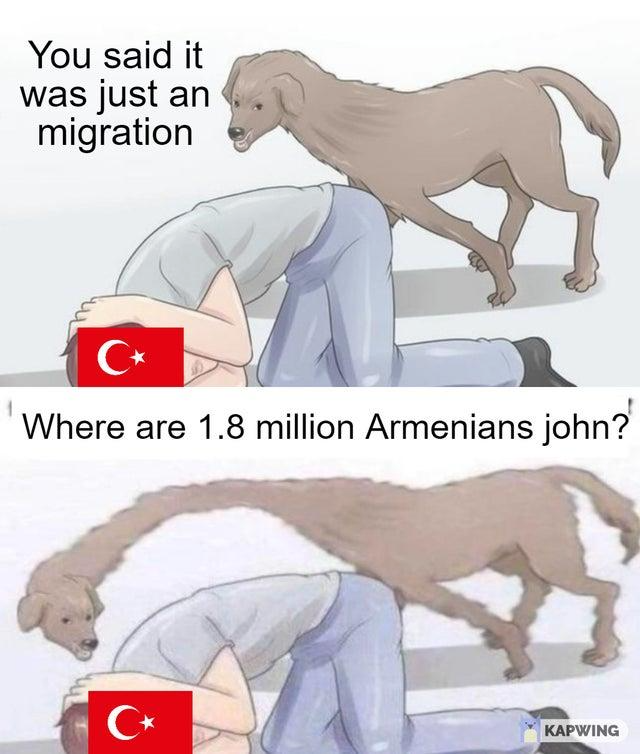 You said it
was just an
migration
Where are 1.8 million Armenians john?
KAPWING